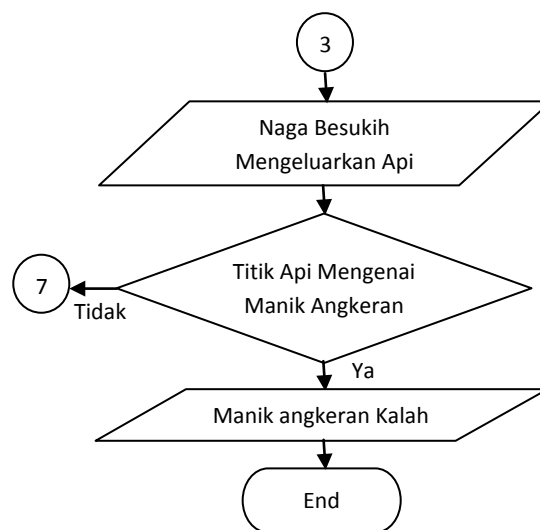 3
Naga Besukih
Mengeluarkan Api
Titik Api Mengenai
Manik Angkeran
7
Tidak
Ya
Manik angkeran Kalah
End